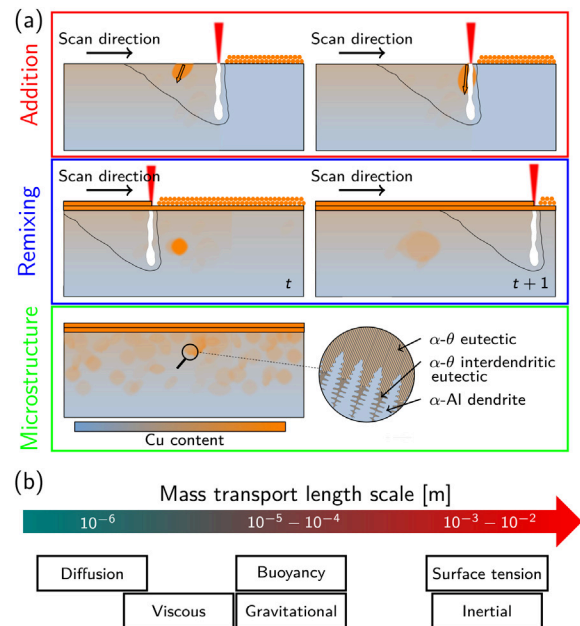 (a)
Addition
Scan direction
Scan direction
Remixing
Scan direction
t
Scan direction
t + 1
Microstructure
Cu content
α-θ eutectic
α-θ interdendritic
eutectic
α-Al dendrite
(b)
Mass transport length scale [m]
10⁻⁶
10⁻⁵ − 10⁻⁴
10⁻³ − 10⁻²
Diffusion
Buoyancy
Surface tension
Viscous
Gravitational
Inertial